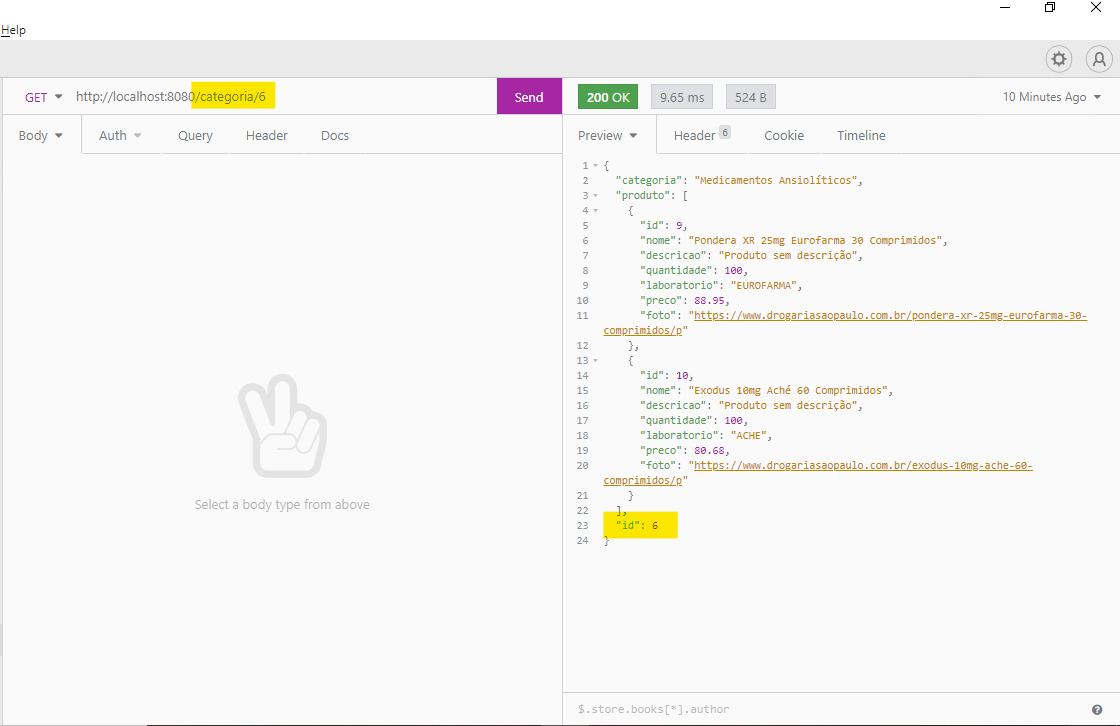 Help
GET http://localhost:8080/categoria/6 Send
200 OK 9.65 ms 524 B 10 Minutes Ago
Body Auth Query Header Docs
Preview Header 6 Cookie Timeline
1 {
2 "categoria": "Medicamentos Ansiolíticos",
3 "produto": [
4 {
5 "id": 9,
6 "nome": "Pondera XR 25mg Eurofarma 30 Comprimidos",
7 "descricao": "Produto sem descrição",
8 "quantidade": 100,
9 "laboratorio": "EUROFARMA",
10 "preco": 88.95,
11 "foto": "https://www.drogariasaopaulo.com.br/pondera-xr-25mg-eurofarma-30-
comprimidos/p"
12 },
13 {
14 "id": 10,
15 "nome": "Exodus 10mg Aché 60 Comprimidos",
16 "descricao": "Produto sem descrição",
17 "quantidade": 100,
18 "laboratorio": "ACHE",
19 "preco": 80.68,
20 "foto": "https://www.drogariasaopaulo.com.br/exodus-10mg-ache-60-
comprimidos/p"
21 }
22 ],
23 "id": 6
24 }
Select a body type from above
$.store.books[*].author